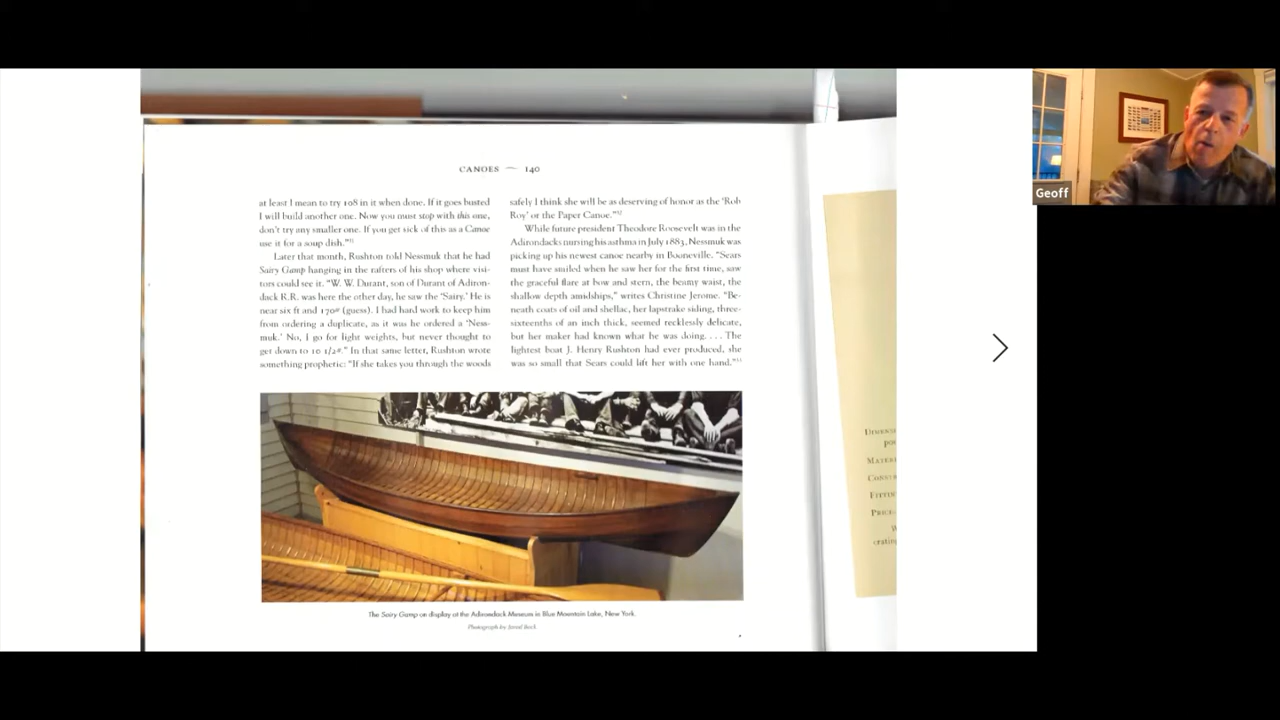 CANOES — 140
at least I mean to try 108 in it when done. If it goes busted
I will build another one. Now you must stop with this one,
don't try any smaller one. If you get sick of this as a Canoe
use it for a soup dish."
Later that month, Rushton told Nessmuk that he had
Sairy Gamp hanging in the rafters of his shop where visi-
tors could see it. "W. W. Durant, son of Durant of Adiron-
dack R.R. was here the other day, he saw the 'Sairy.' He is
near six ft and 170# (guess). I had hard work to keep him
from ordering a duplicate, as it was he ordered a 'Ness-
muk.' No, I go for light weights, but never thought to
get down to 10 1/2#." In that same letter, Rushton wrote
something prophetic: "If she takes you through the woods
safely I think she will be as deserving of honor as the 'Rob
Roy' or the Paper Canoe."
While future president Theodore Roosevelt was in the
Adirondacks nursing his asthma in July 1883, Nessmuk was
picking up his newest canoe nearby in Booneville. "Sears
must have smiled when he saw her for the first time, saw
the graceful flare at bow and stern, the beamy waist, the
shallow depth amidships," writes Christine Jerome. "Be-
neath coats of oil and shellac, her lapstrake siding, three-
sixteenths of an inch thick, seemed recklessly delicate,
but her maker had known what he was doing. . . . The
lightest boat J. Henry Rushton had ever produced, she
was so small that Sears could lift her with one hand."
The Sairy Gamp on display at the Adirondack Museum in Blue Mountain Lake, New York.
Geoff